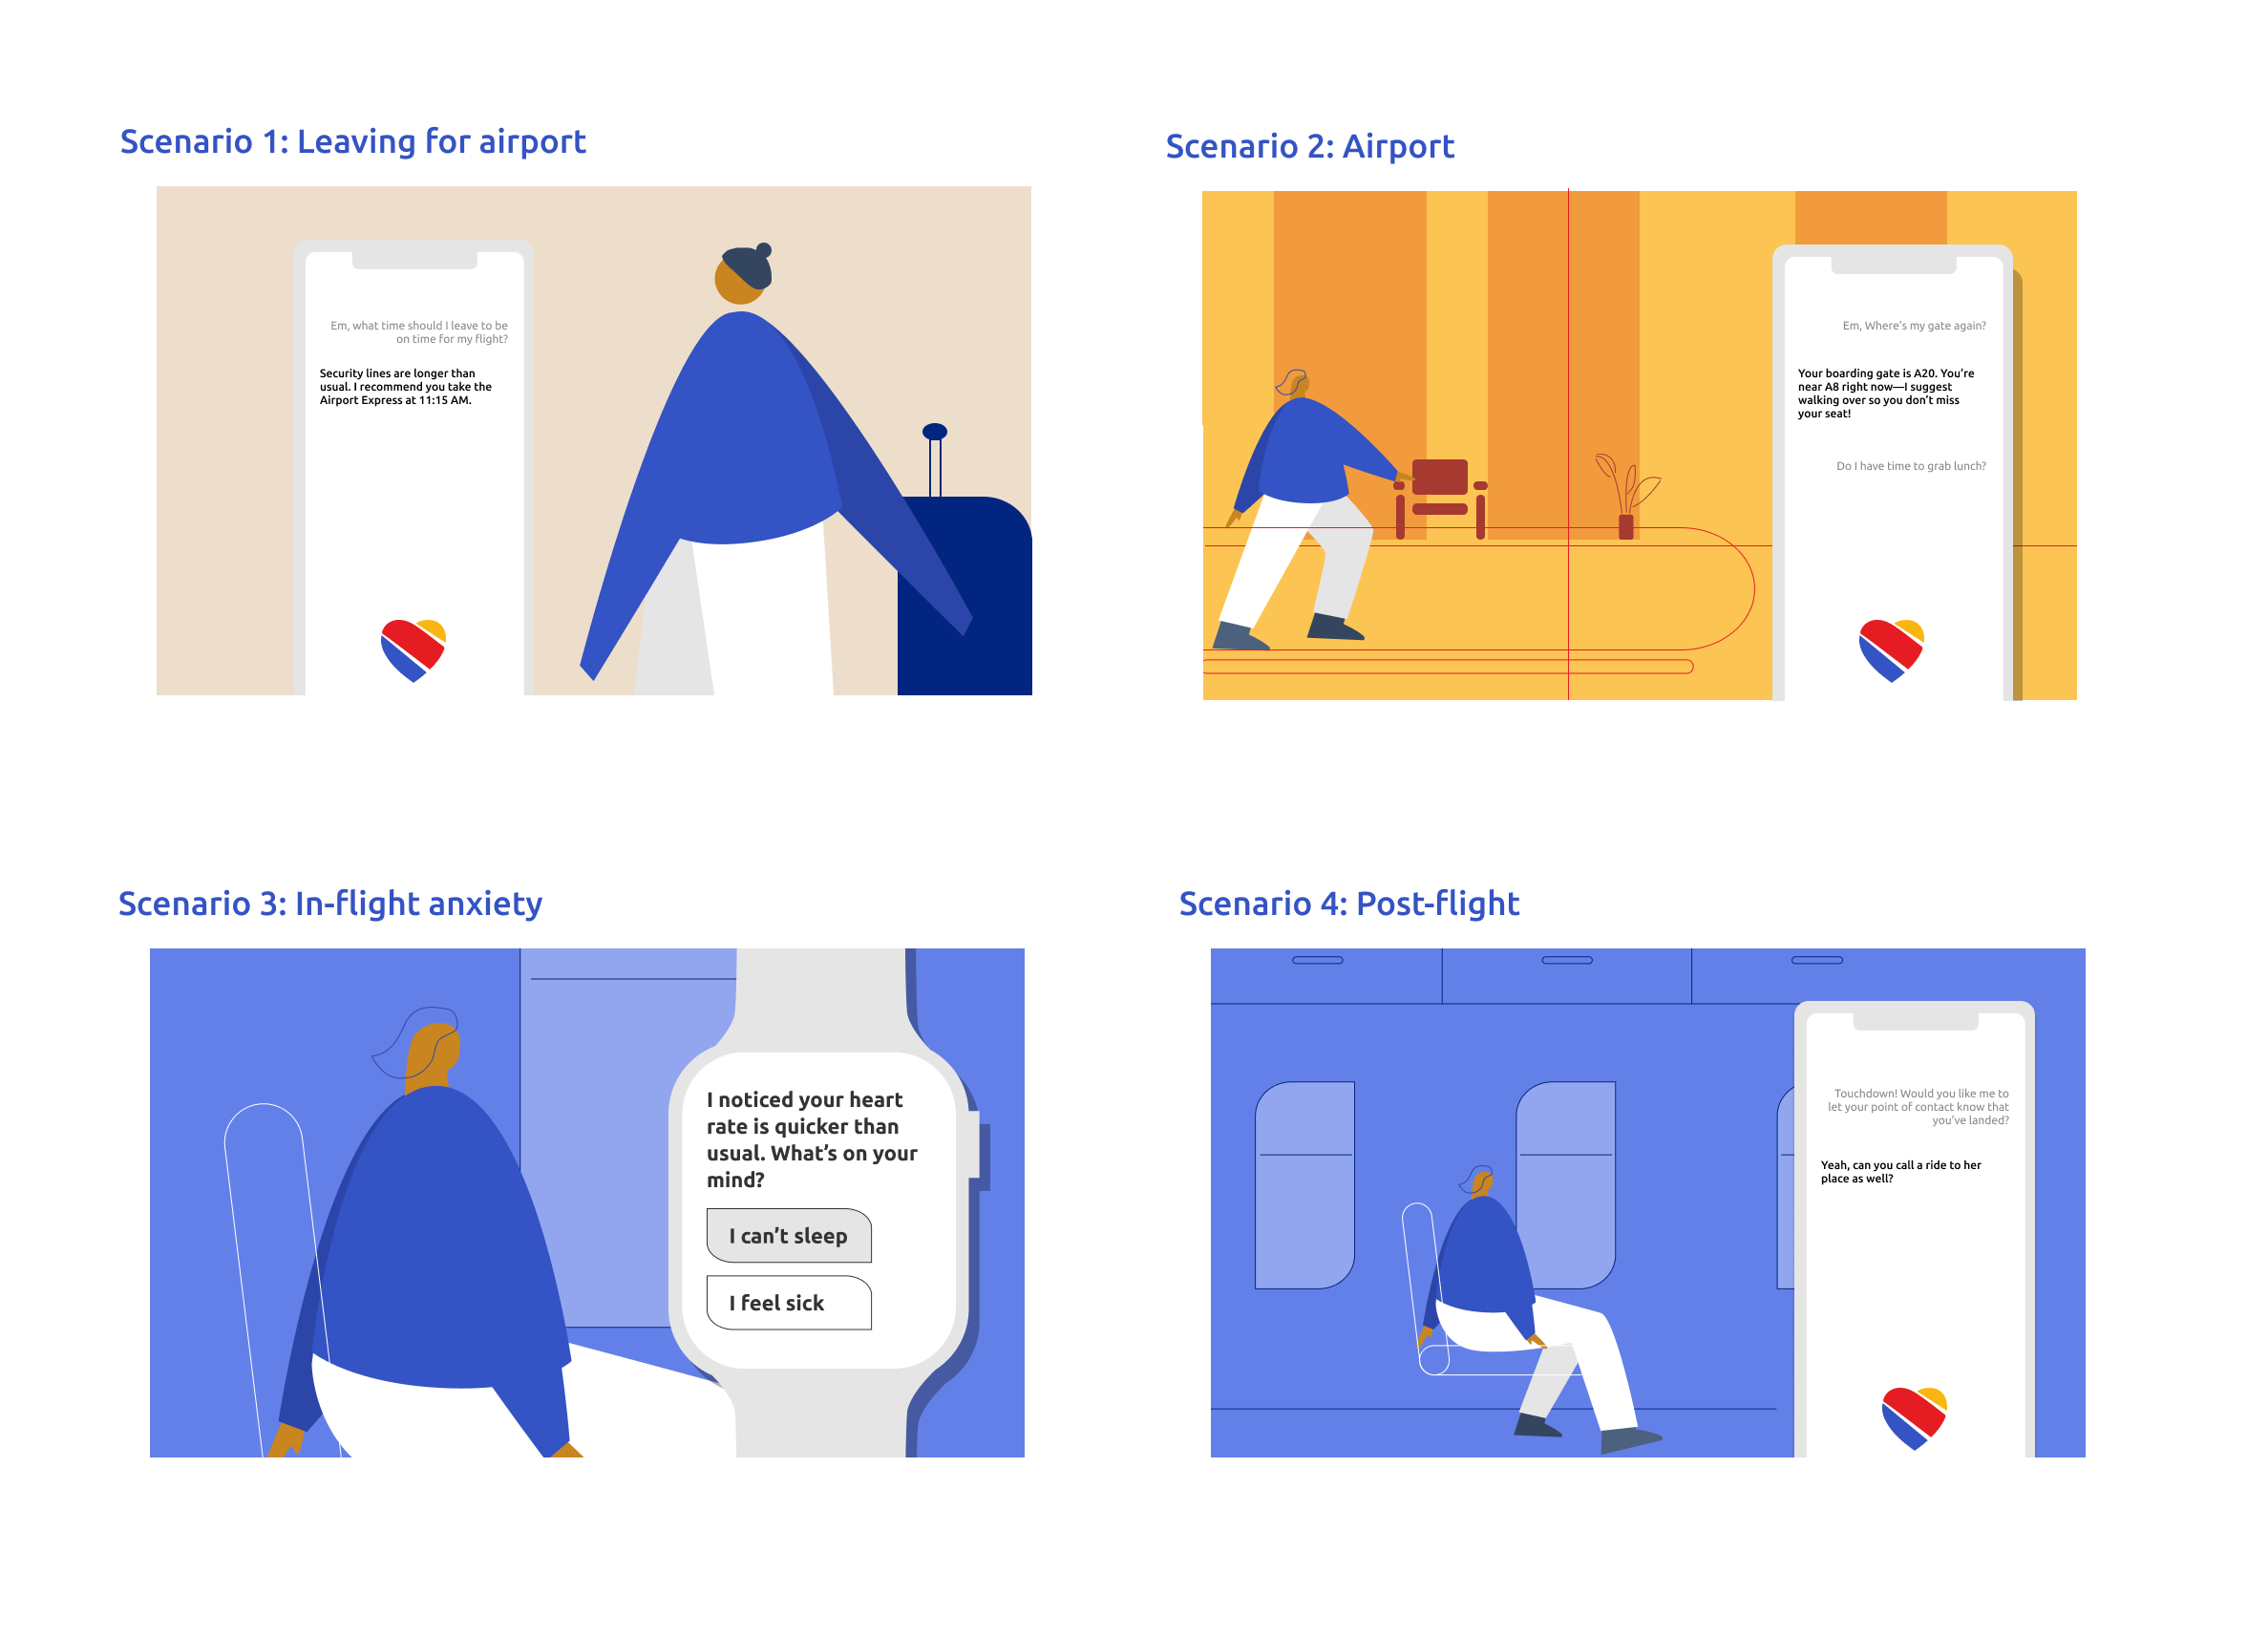 Scenario 1: Leaving for airport
Em, what time should I leave to be
on time for my flight?
Security lines are longer than
usual. I recommend you take the
Airport Express at 11:15 AM.
Scenario 2: Airport
Em, Where's my gate again?
Your boarding gate is A20. You're
near A8 right now—I suggest
walking over so you don't miss
your seat!
Do I have time to grab lunch?
Scenario 3: In-flight anxiety
I noticed your heart
rate is quicker than
usual. What's on your
mind?
I can't sleep
I feel sick
Scenario 4: Post-flight
Touchdown! Would you like me to
let your point of contact know that
you've landed?
Yeah, can you call a ride to her
place as well?